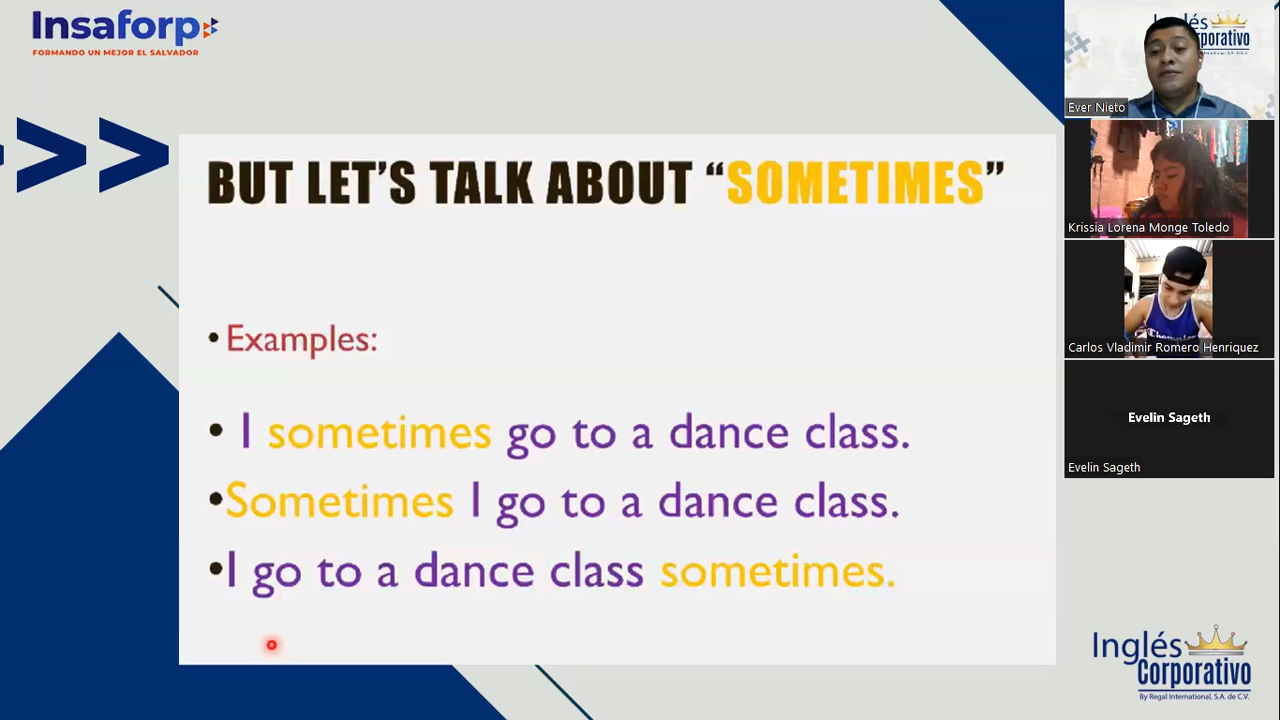 Insaforp
FORMANDO UN MEJOR EL SALVADOR
BUT LET'S TALK ABOUT “SOMETIMES”
• Examples:
• I sometimes go to a dance class.
•Sometimes I go to a dance class.
•I go to a dance class sometimes.
Ever Nieto
Krissia Lorena Monge Toledo
Carlos Vladimir Romero Henriquez
Evelin Sageth
Evelin Sageth
Inglés
Corporativo
By Regal International, S.A. de C.V.